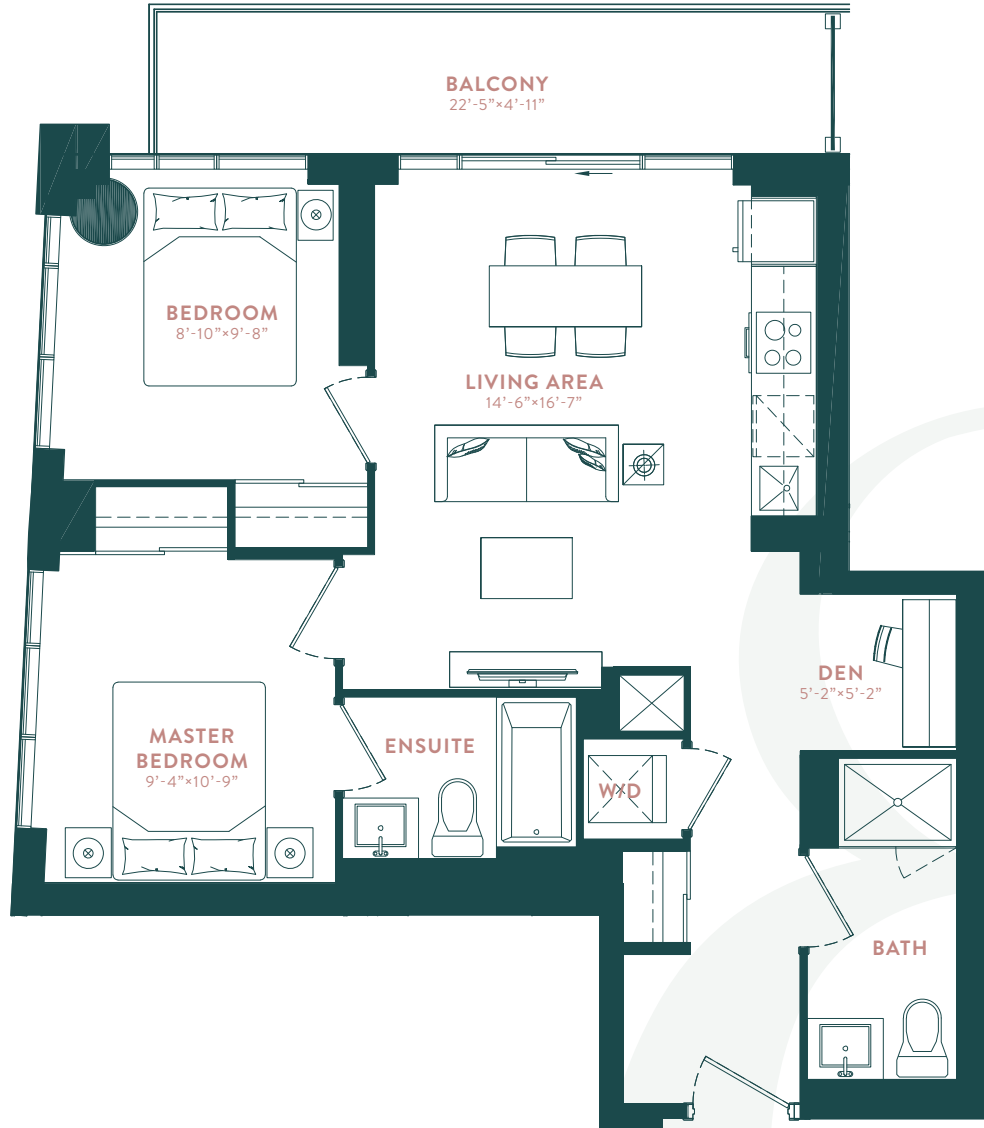 BALCONY
22’-5”×4’-11”
BEDROOM
8’-10”×9’-8”
LIVING AREA
14’-6”×16’-7”
DEN
5’-2”×5’-2”
MASTER
BEDROOM
9’-4”×10’-9”
ENSUITE
W/D
BATH